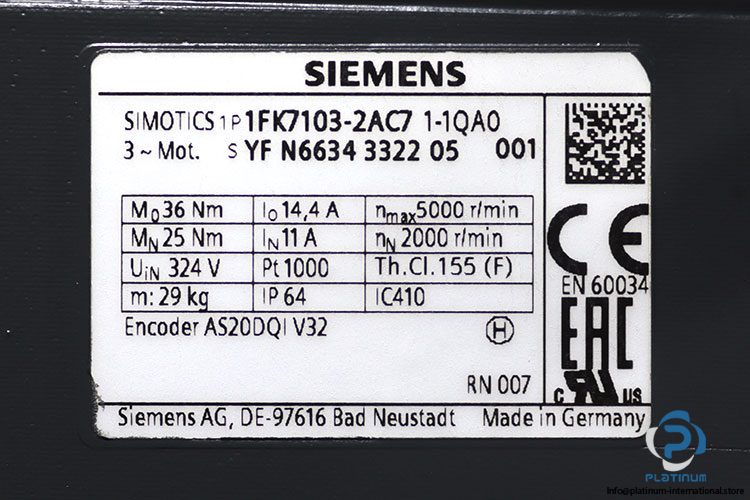 SIEMENS
SIMOTICS 1P 1FK7103-2AC7 1-1QA0
3 ~ Mot. S YF N6634 3322 05 001
M0 36 Nm I0 14,4 A nmax 5000 r/min
MN 25 Nm IN 11 A nN 2000 r/min
UiN 324 V Pt 1000 Th.Cl.155 (F)
m: 29 kg IP 64 IC410
CE
EN 60034
Encoder AS20DQI V32 H
EAC
RN 007
c RU US
Siemens AG, DE-97616 Bad Neustadt Made in Germany
PLATINUM
Info@platinum-international.store